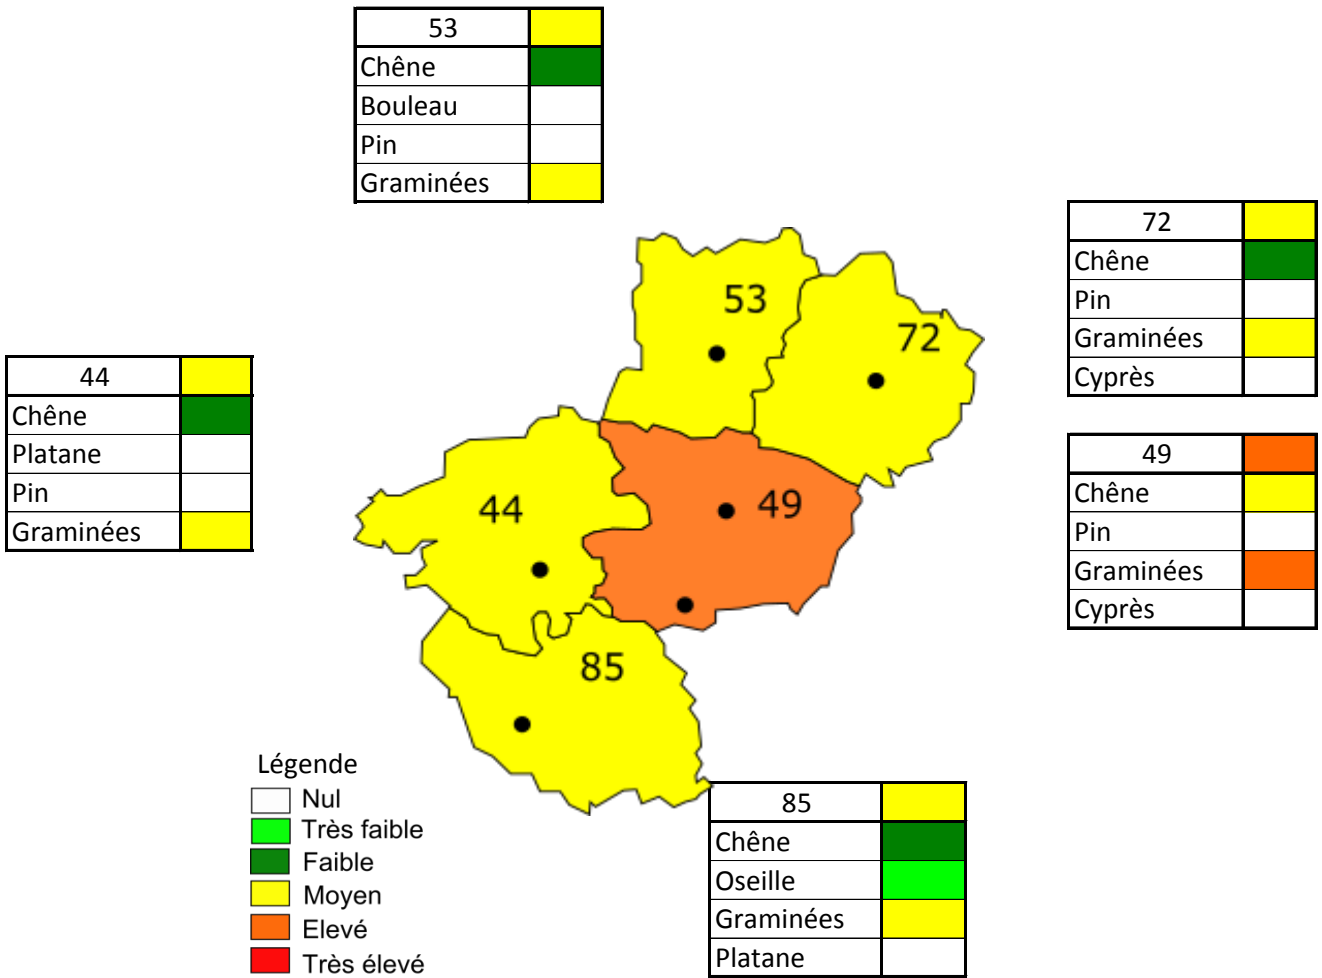 53
Chêne
Bouleau
Pin
Graminées
72
Chêne
Pin
Graminées
Cyprès
53
72
44
Chêne
Platane
Pin
Graminées
49
Chêne
Pin
Graminées
Cyprès
44
49
85
Légende
Nul
Très faible
Faible
Moyen
Elevé
Très élevé
85
Chêne
Oseille
Graminées
Platane